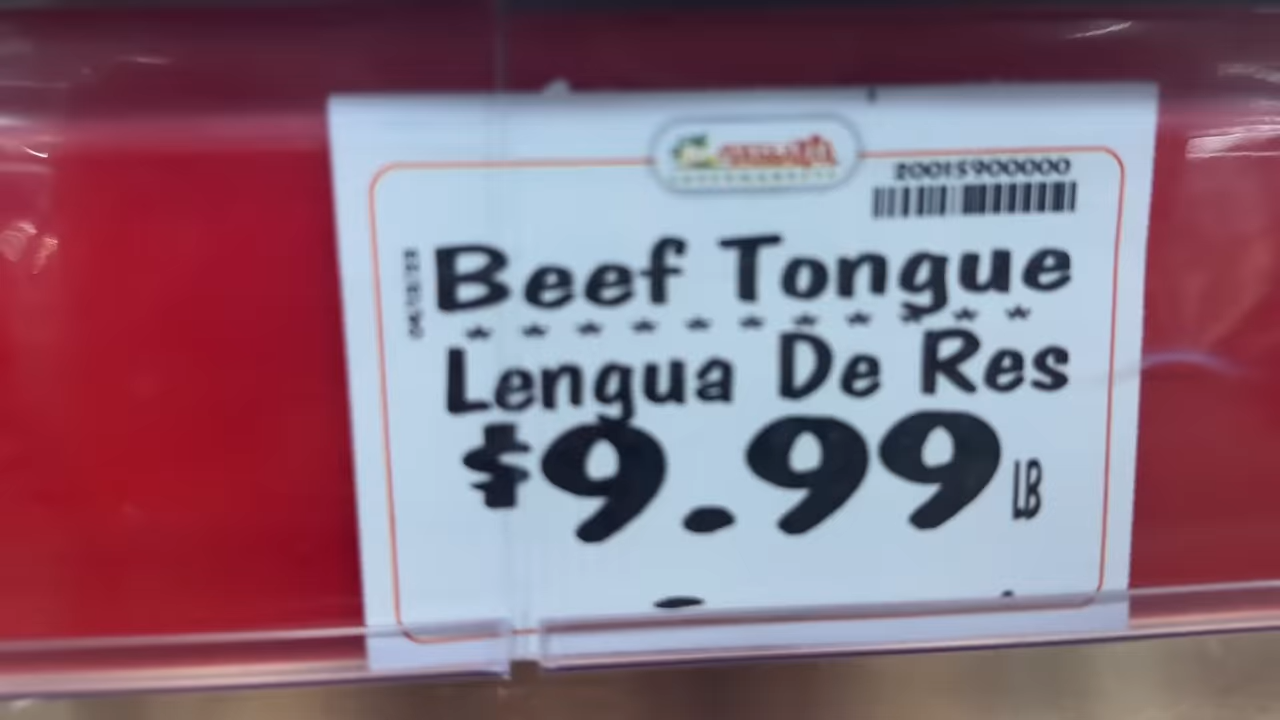 20015900000
Beef Tongue
* * * * * * * * * * *
Lengua De Res
$9.99 LB